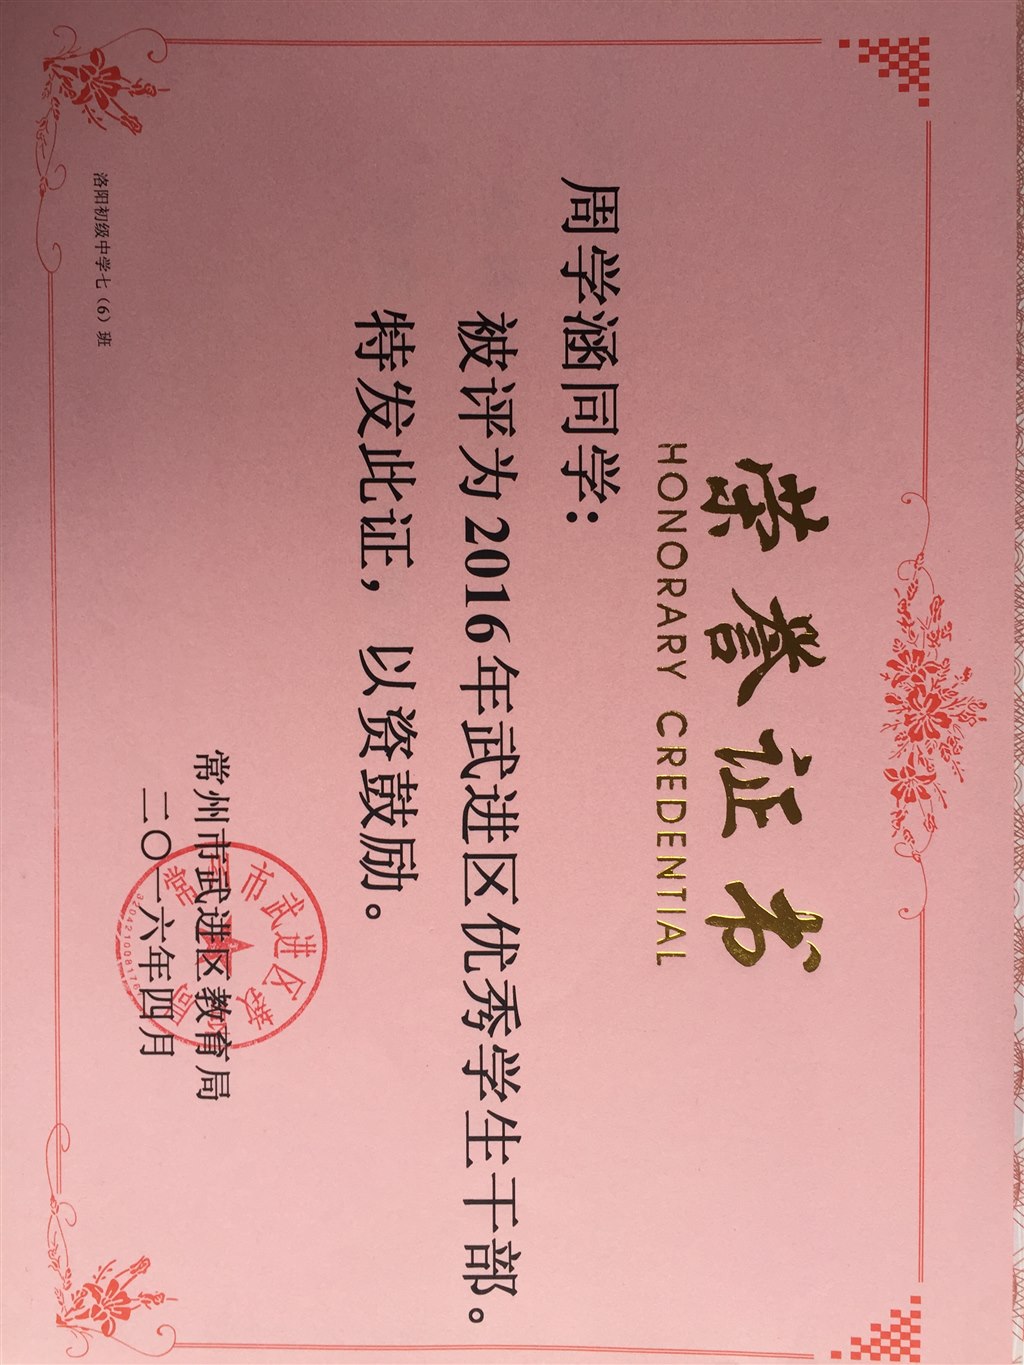 荣誉证书
HONORARY CREDENTIAL
周学涵同学：
被评为2016年武进区优秀学生干部。
特发此证，以资鼓励。
常州市武进区教育局
二〇一六年四月
洛阳初级中学七（6）班